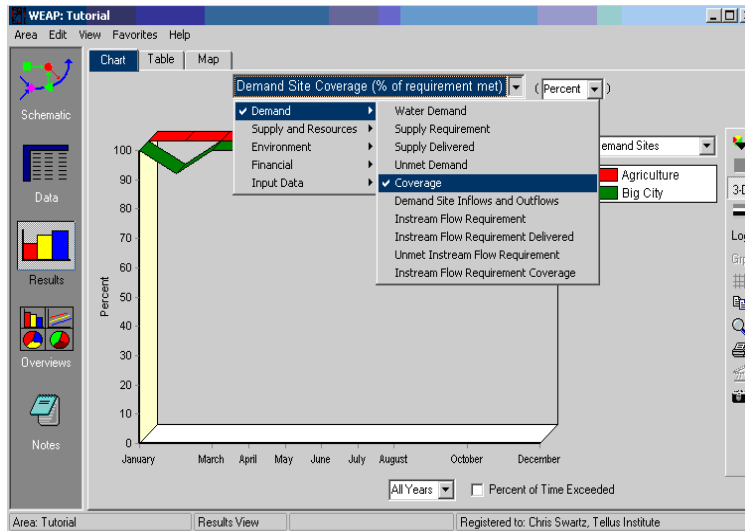 WEAP: Tutorial
Area Edit View Favorites Help
Chart Table Map
Demand Site Coverage (% of requirement met) ( Percent )
Schematic
Data
Results
Overviews
Notes
Demand
Supply and Resources
Environment
Financial
Input Data
Water Demand
Supply Requirement
Supply Delivered
Unmet Demand
Coverage
Demand Site Inflows and Outflows
Instream Flow Requirement
Instream Flow Requirement Delivered
Unmet Instream Flow Requirement
Instream Flow Requirement Coverage
emand Sites
Agriculture
Big City
3-D
Log
Grp
Percent
100
90
80
70
60
50
40
30
20
10
0
January March April May June July August October December
All Years Percent of Time Exceeded
Area: Tutorial Results View Registered to: Chris Swartz, Tellus Institute